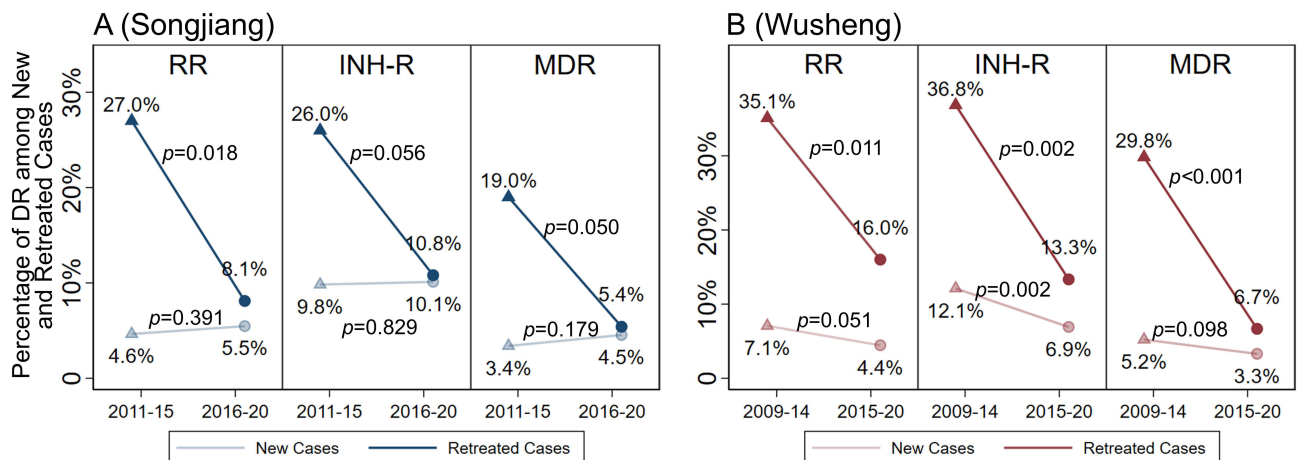 A (Songjiang)
Percentage of DR among New
and Retreated Cases
0
10%
20%
30%
RR
27.0%
p=0.018
8.1%
p=0.391
4.6%
5.5%
INH-R
26.0%
p=0.056
10.8%
9.8%
10.1%
p=0.829
MDR
19.0%
p=0.050
5.4%
p=0.179
3.4%
4.5%
2011-15
2016-20
2011-15
2016-20
2011-15
2016-20
New Cases
Retreated Cases
B (Wusheng)
0
10%
20%
30%
RR
35.1%
p=0.011
16.0%
p=0.051
7.1%
4.4%
INH-R
36.8%
p=0.002
13.3%
p=0.002
12.1%
6.9%
MDR
29.8%
p<0.001
6.7%
p=0.098
5.2%
3.3%
2009-14
2015-20
2009-14
2015-20
2009-14
2015-20
New Cases
Retreated Cases